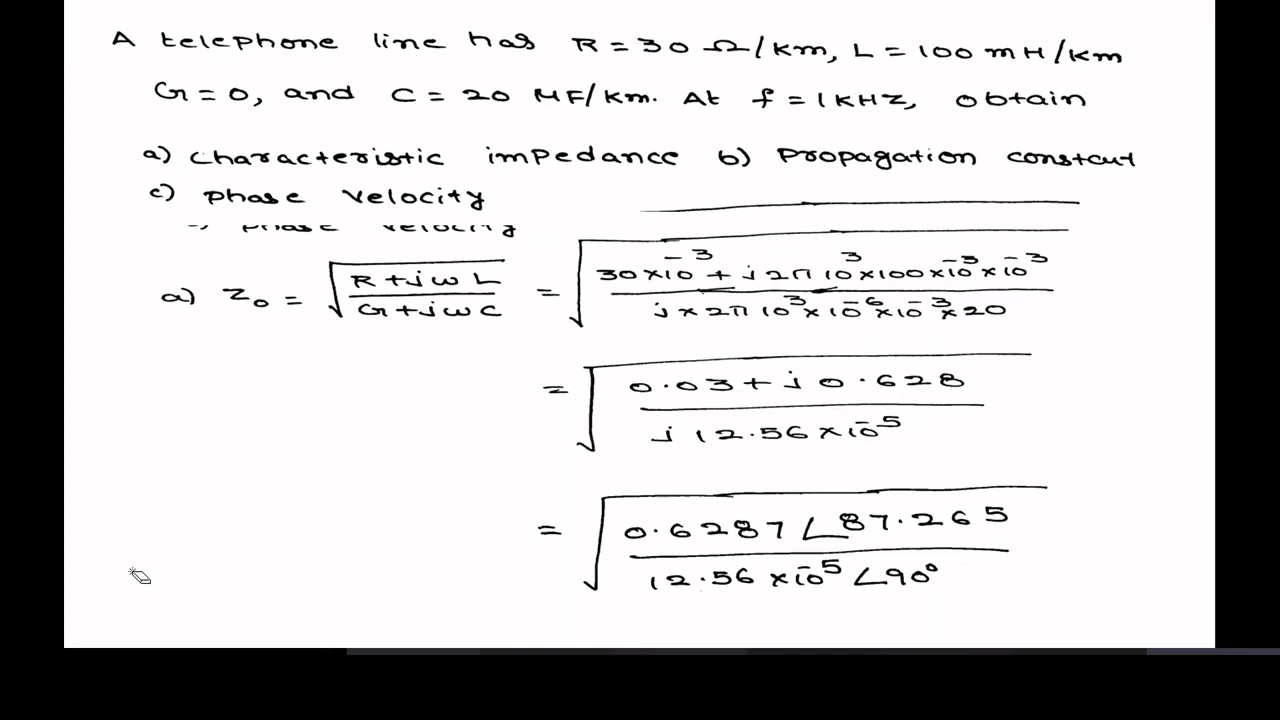 A telephone line has R = 30 Ω/km, L = 100 mH/km
G = 0, and C = 20 MF/km. At f = 1KHZ, obtain
a) characteristic impedance b) propagation constant
c) phase velocity
a) Z₀ = √((R + jωL)/(G + jωC)) = √((30×10⁻³ + j2π10³×100×10⁻³×10⁻³)/(j×2π10³×10⁻⁶×10⁻³×20))
= √((0.03 + j0.628)/(j12.56×10⁻⁵))
= √((0.6287∠87.265)/(12.56×10⁻⁵∠90°))